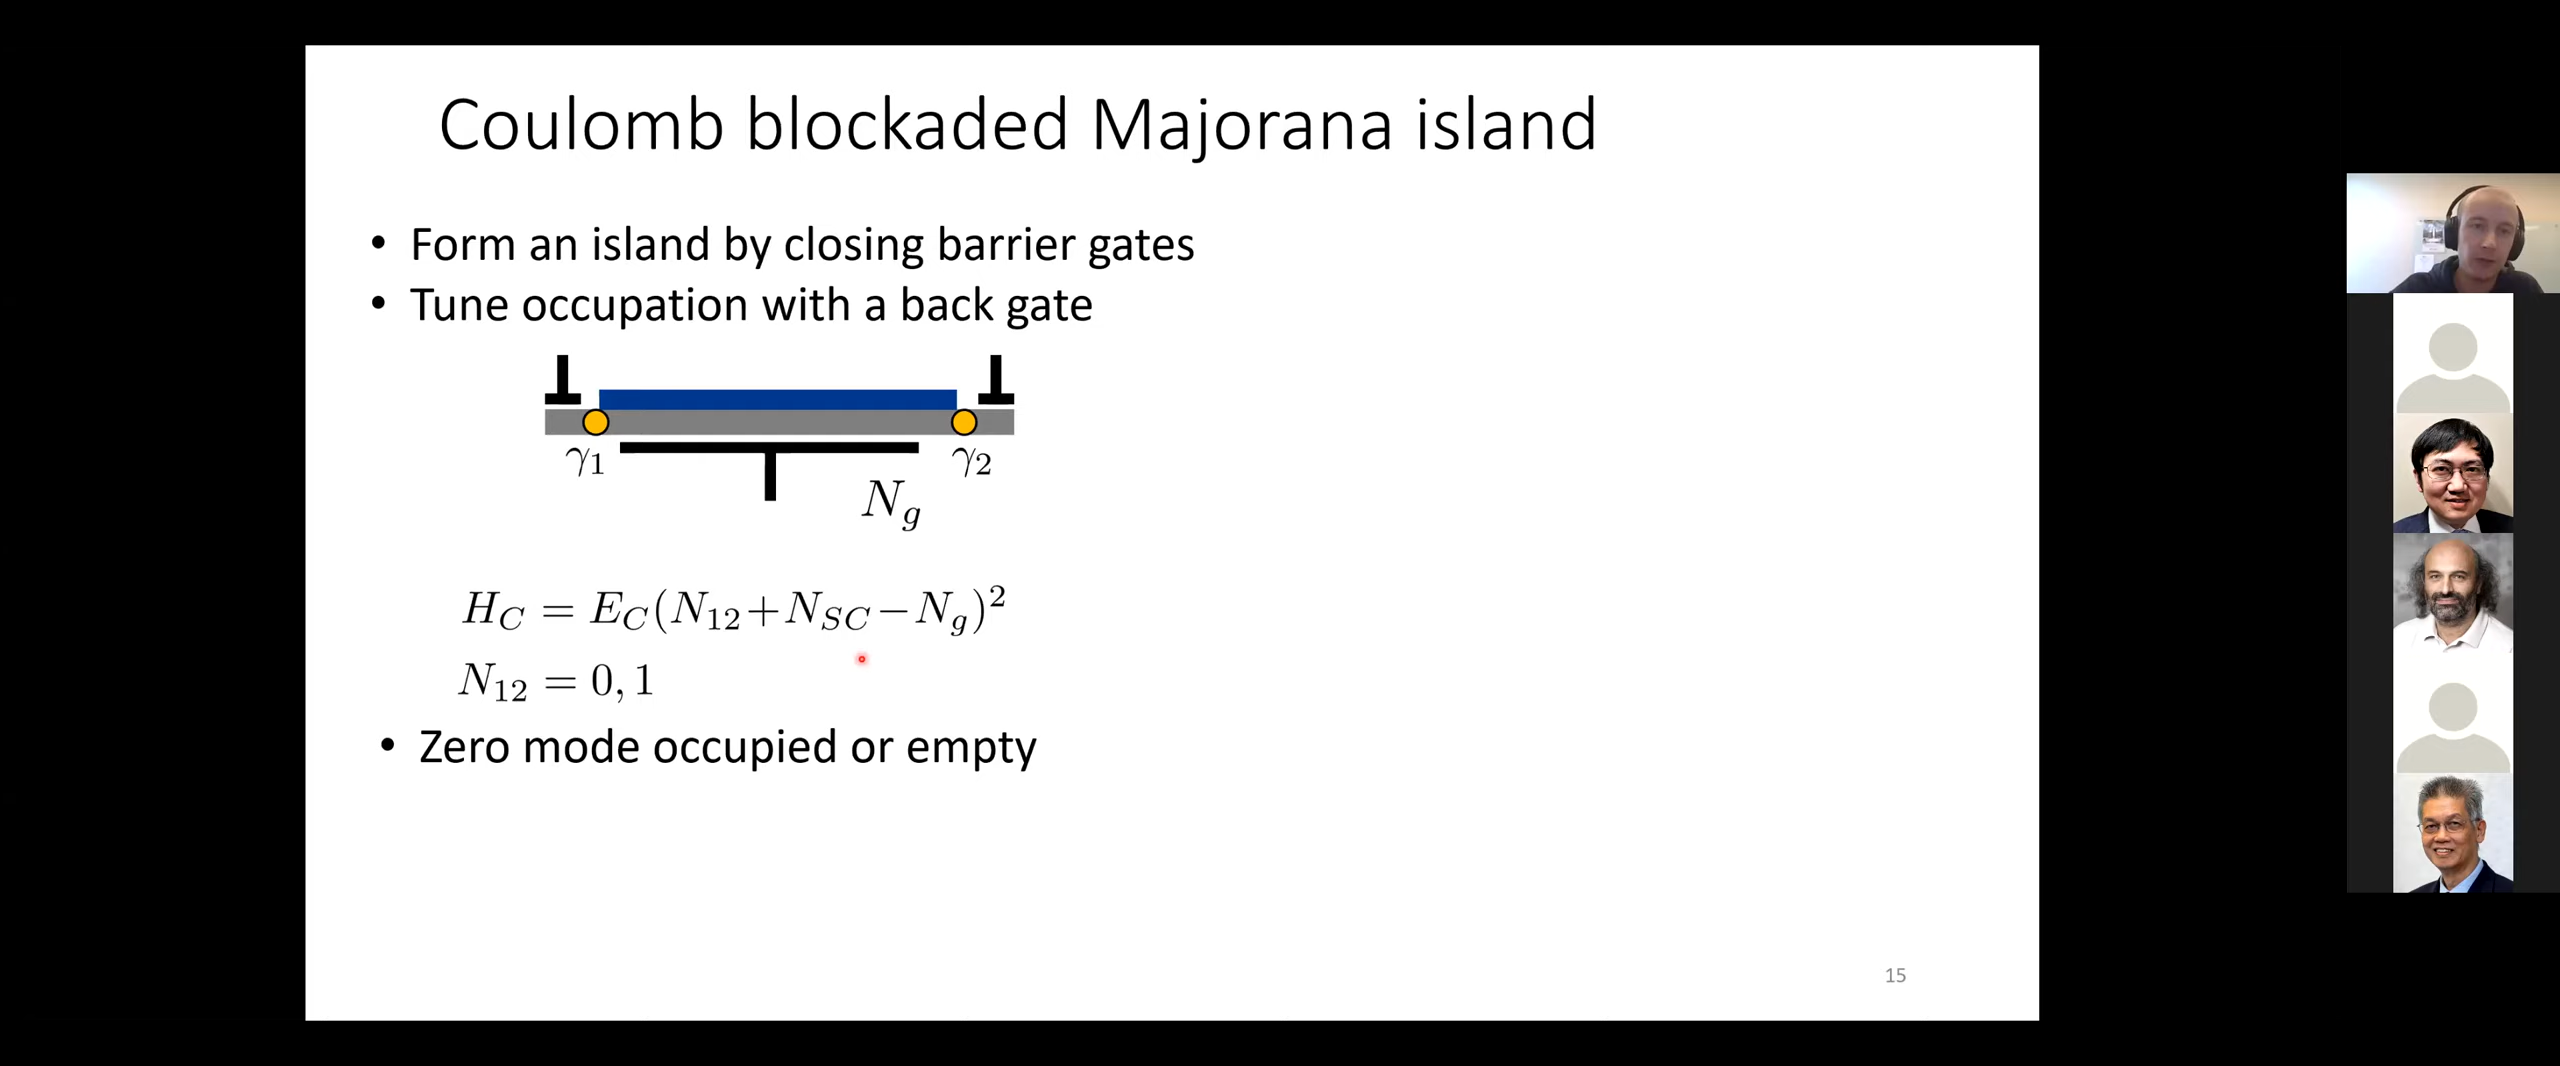 Coulomb blockaded Majorana island
• Form an island by closing barrier gates
• Tune occupation with a back gate
γ1 γ2
N_g
H_C = E_C(N_12+N_SC−N_g)^2
N_12 = 0, 1
• Zero mode occupied or empty
15